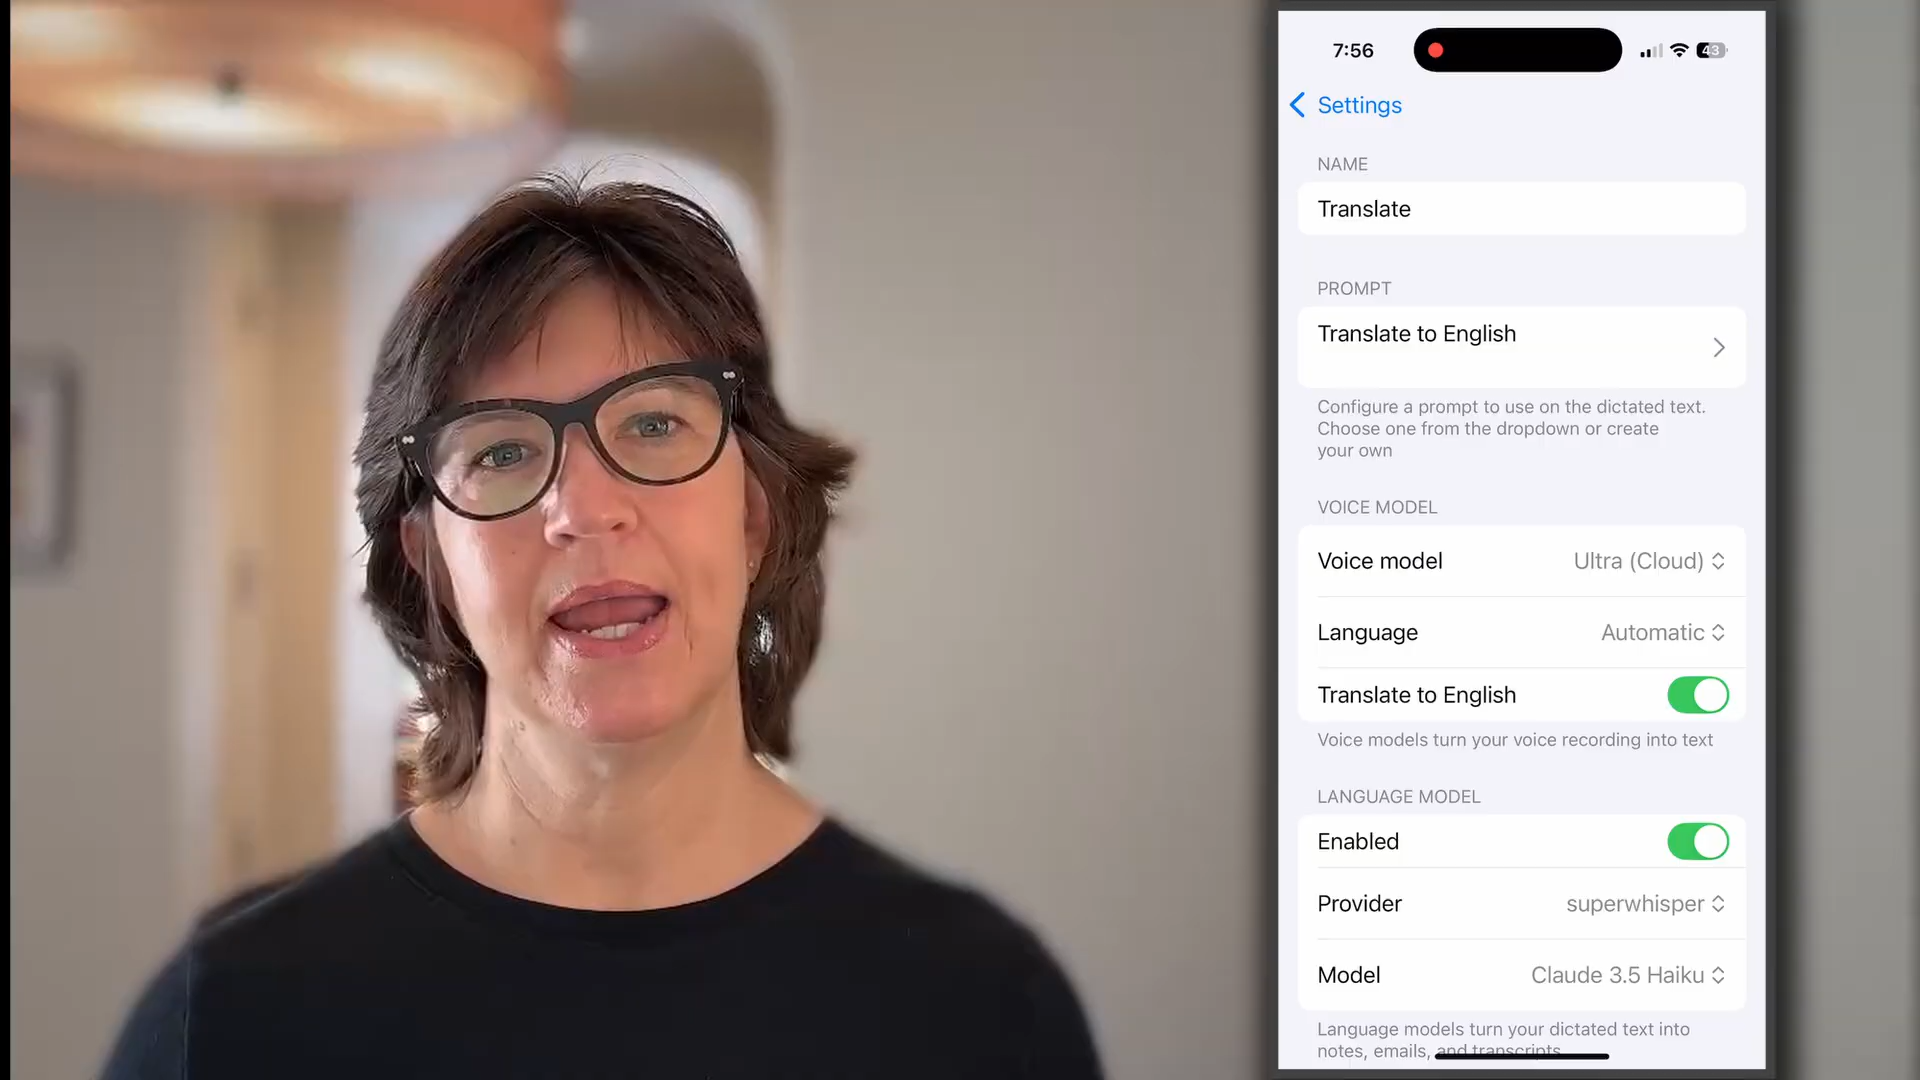 7:56
43
Settings
NAME
Translate
PROMPT
Translate to English
Configure a prompt to use on the dictated text.
Choose one from the dropdown or create
your own
VOICE MODEL
Voice model Ultra (Cloud)
Language Automatic
Translate to English
Voice models turn your voice recording into text
LANGUAGE MODEL
Enabled
Provider superwhisper
Model Claude 3.5 Haiku
Language models turn your dictated text into
notes, emails, and transcripts